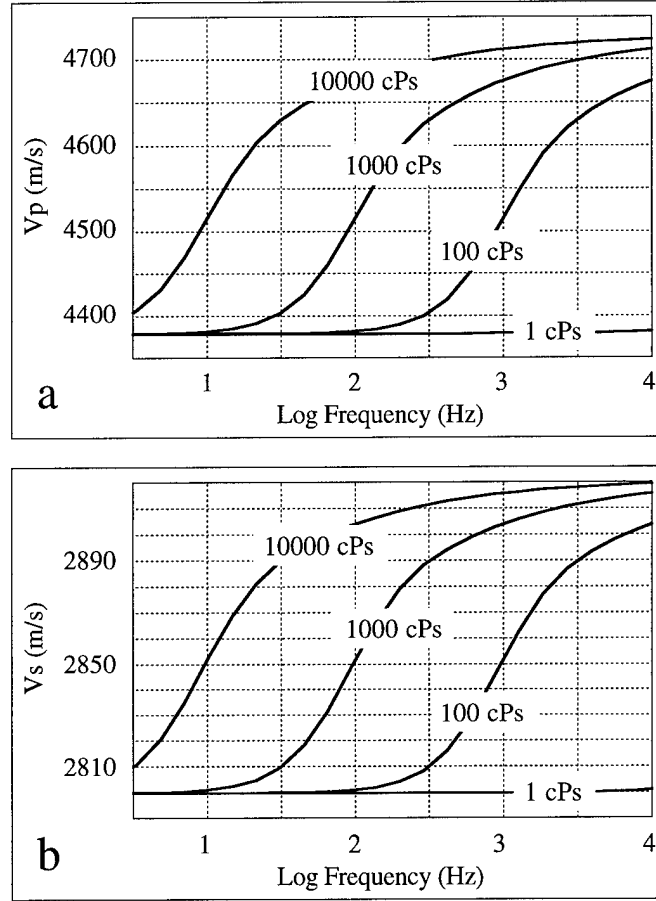 4700
4600
4500
4400
Vp (m/s)
10000 cPs
1000 cPs
100 cPs
1 cPs
1 2 3 4
Log Frequency (Hz)
a
2890
2850
2810
Vs (m/s)
10000 cPs
1000 cPs
100 cPs
1 cPs
1 2 3 4
Log Frequency (Hz)
b